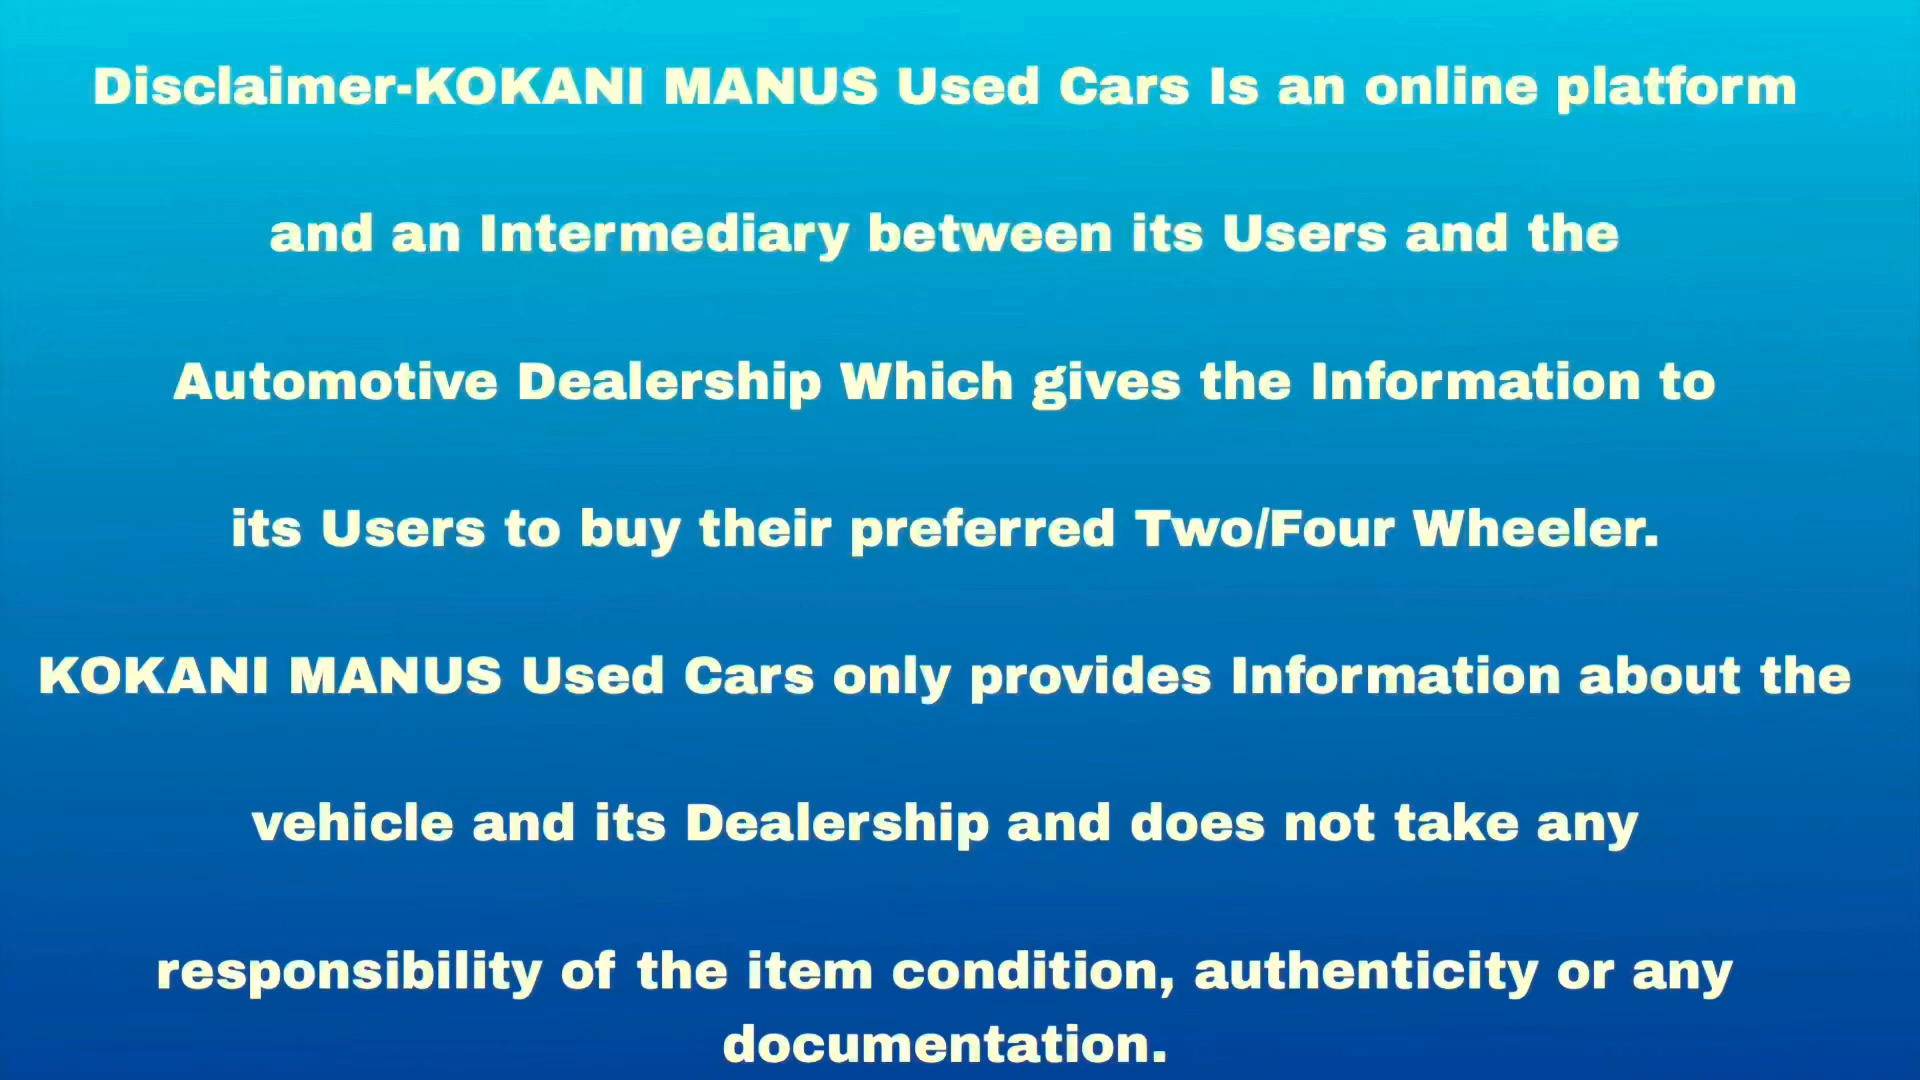 Disclaimer-KOKANI MANUS Used Cars Is an online platform
and an Intermediary between its Users and the
Automotive Dealership Which gives the Information to
its Users to buy their preferred Two/Four Wheeler.
KOKANI MANUS Used Cars only provides Information about the
vehicle and its Dealership and does not take any
responsibility of the item condition, authenticity or any
documentation.